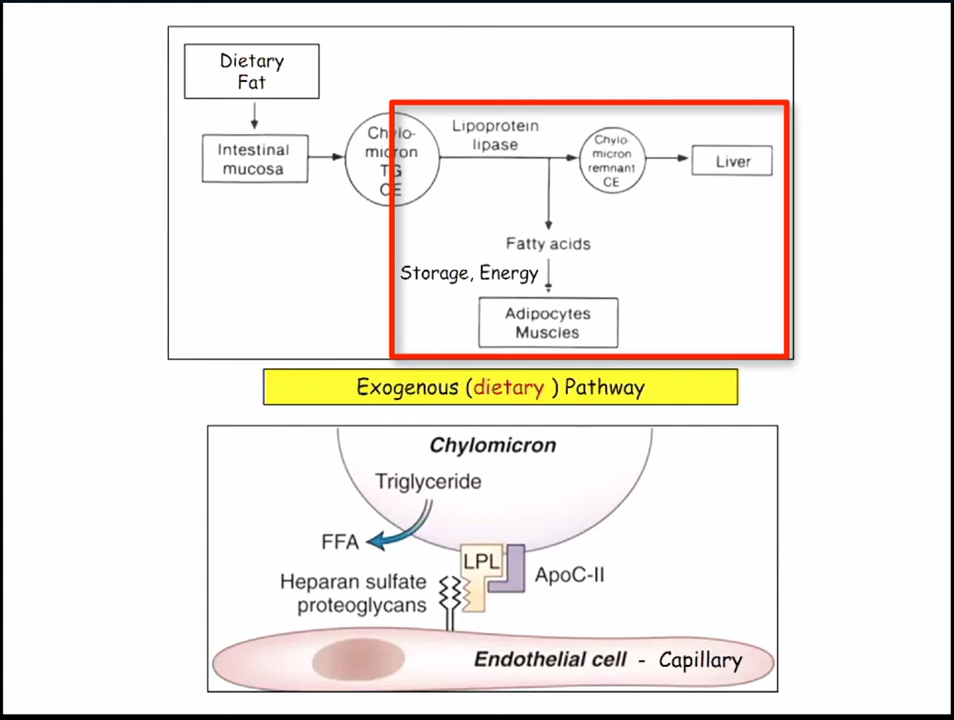 Dietary
Fat
Intestinal
mucosa
Chylo-
micron
TG
CE
Lipoprotein
lipase
Chylo-
micron
remnant
CE
Liver
Fatty acids
Storage, Energy
Adipocytes
Muscles
Exogenous (dietary ) Pathway
Chylomicron
Triglyceride
FFA
LPL
ApoC-II
Heparan sulfate
proteoglycans
Endothelial cell - Capillary